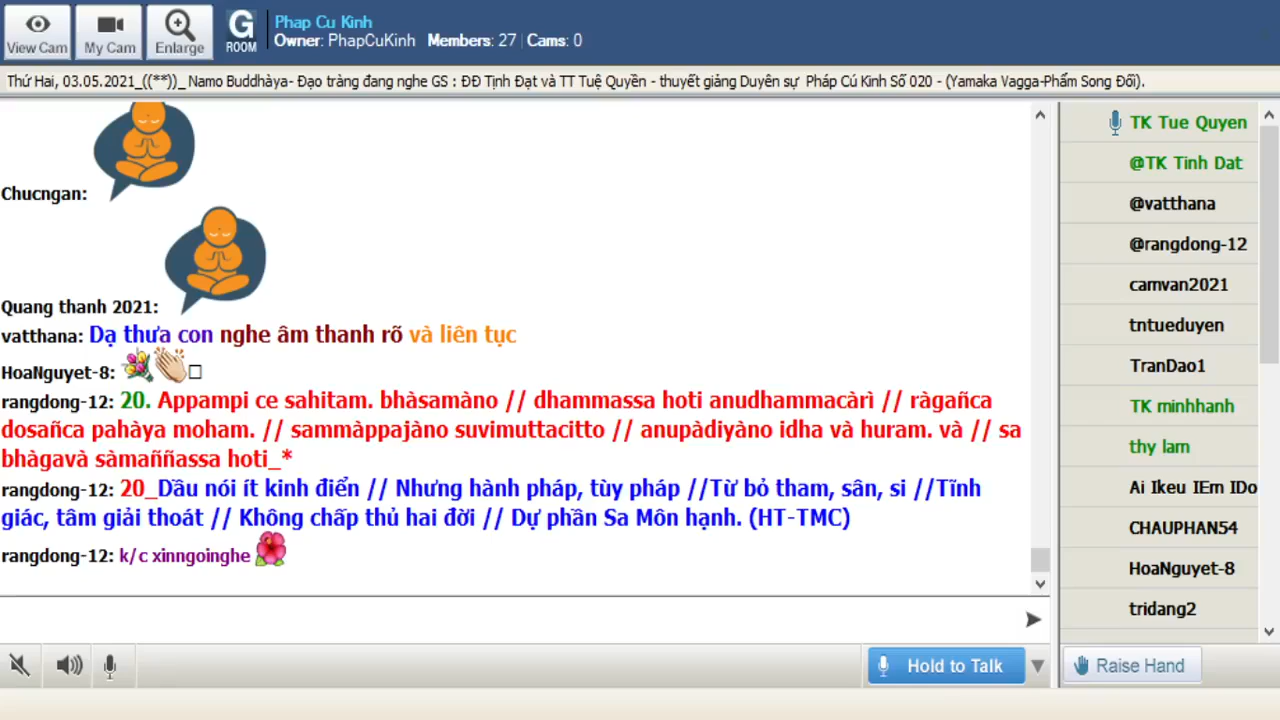 View Cam
My Cam
Enlarge
G
ROOM
Phap Cu Kinh
Owner: PhapCuKinh Members: 27 | Cams: 0
Thứ Hai, 03.05.2021_((**))_ Namo Buddhàya- Đạo tràng đang nghe GS : ĐĐ Tịnh Đạt và TT Tuệ Quyền - thuyết giảng Duyên sự Pháp Cú Kinh Số 020 - (Yamaka Vagga-Phẩm Song Đối).
Chucngan:
Quang thanh 2021:
vatthana: Dạ thưa con nghe âm thanh rõ và liên tục
HoaNguyet-8:
rangdong-12: 20. Appampi ce sahitam. bhàsamàno // dhammassa hoti anudhammacàrì // ràgañca
dosañca pahàya moham. // sammàppajàno suvimuttacitto // anupàdiyàno idha và huram. và // sa
bhàgavà sàmaññassa hoti_*
rangdong-12: 20_Dầu nói ít kinh điển // Nhưng hành pháp, tùy pháp //Từ bỏ tham, sân, si //Tĩnh
giác, tâm giải thoát // Không chấp thủ hai đời // Dự phần Sa Môn hạnh. (HT-TMC)
rangdong-12: k/c xinngoinghe
TK Tue Quyen
@TK Tinh Dat
@vatthana
@rangdong-12
camvan2021
tntueduyen
TranDao1
TK minhhanh
thy lam
Ai Ikeu IEm IDo
CHAUPHAN54
HoaNguyet-8
tridang2
Hold to Talk
Raise Hand